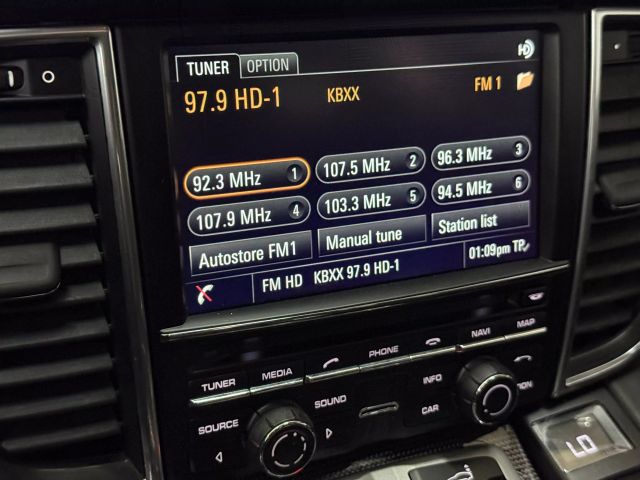 TUNER OPTION
97.9 HD-1 KBXX FM 1
92.3 MHz 1 107.5 MHz 2 96.3 MHz 3
107.9 MHz 4 103.3 MHz 5 94.5 MHz 6
Autostore FM1 Manual tune Station list
FM HD KBXX 97.9 HD-1 01:09pm TP
TUNER MEDIA PHONE NAVI MAP
SOURCE SOUND INFO
CAR
LO